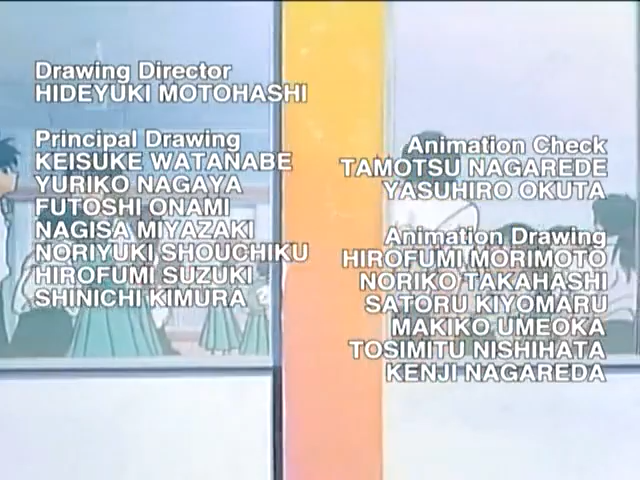 Drawing Director
HIDEYUKI MOTOHASHI
Principal Drawing
KEISUKE WATANABE
YURIKO NAGAYA
FUTOSHI ONAMI
NAGISA MIYAZAKI
NORIYUKI SHOUCHIKU
HIROFUMI SUZUKI
SHINICHI KIMURA
Animation Check
TAMOTSU NAGAREDE
YASUHIRO OKUTA
Animation Drawing
HIROFUMI MORIMOTO
NORIKO TAKAHASHI
SATORU KIYOMARU
MAKIKO UMEOKA
TOSIMITU NISHIHATA
KENJI NAGAREDA